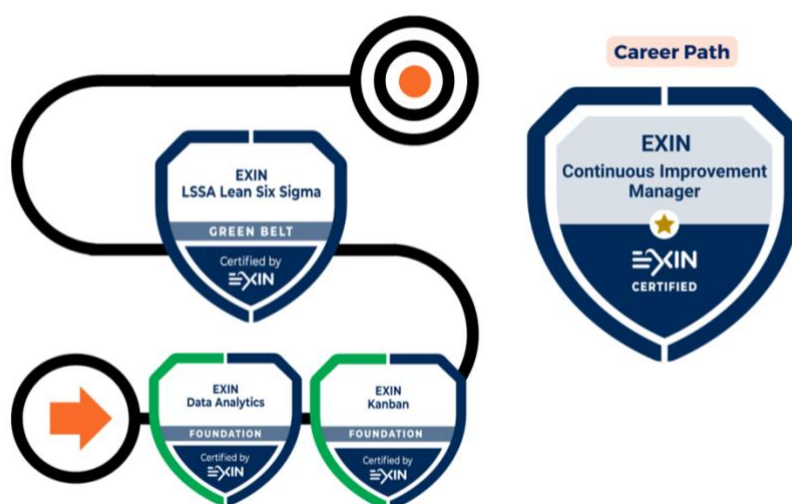 Career Path
EXIN
Continuous Improvement
Manager
EXIN
CERTIFIED
EXIN
LSSA Lean Six Sigma
GREEN BELT
Certified by
EXIN
EXIN
Data Analytics
FOUNDATION
Certified by
EXIN
EXIN
Kanban
FOUNDATION
Certified by
EXIN